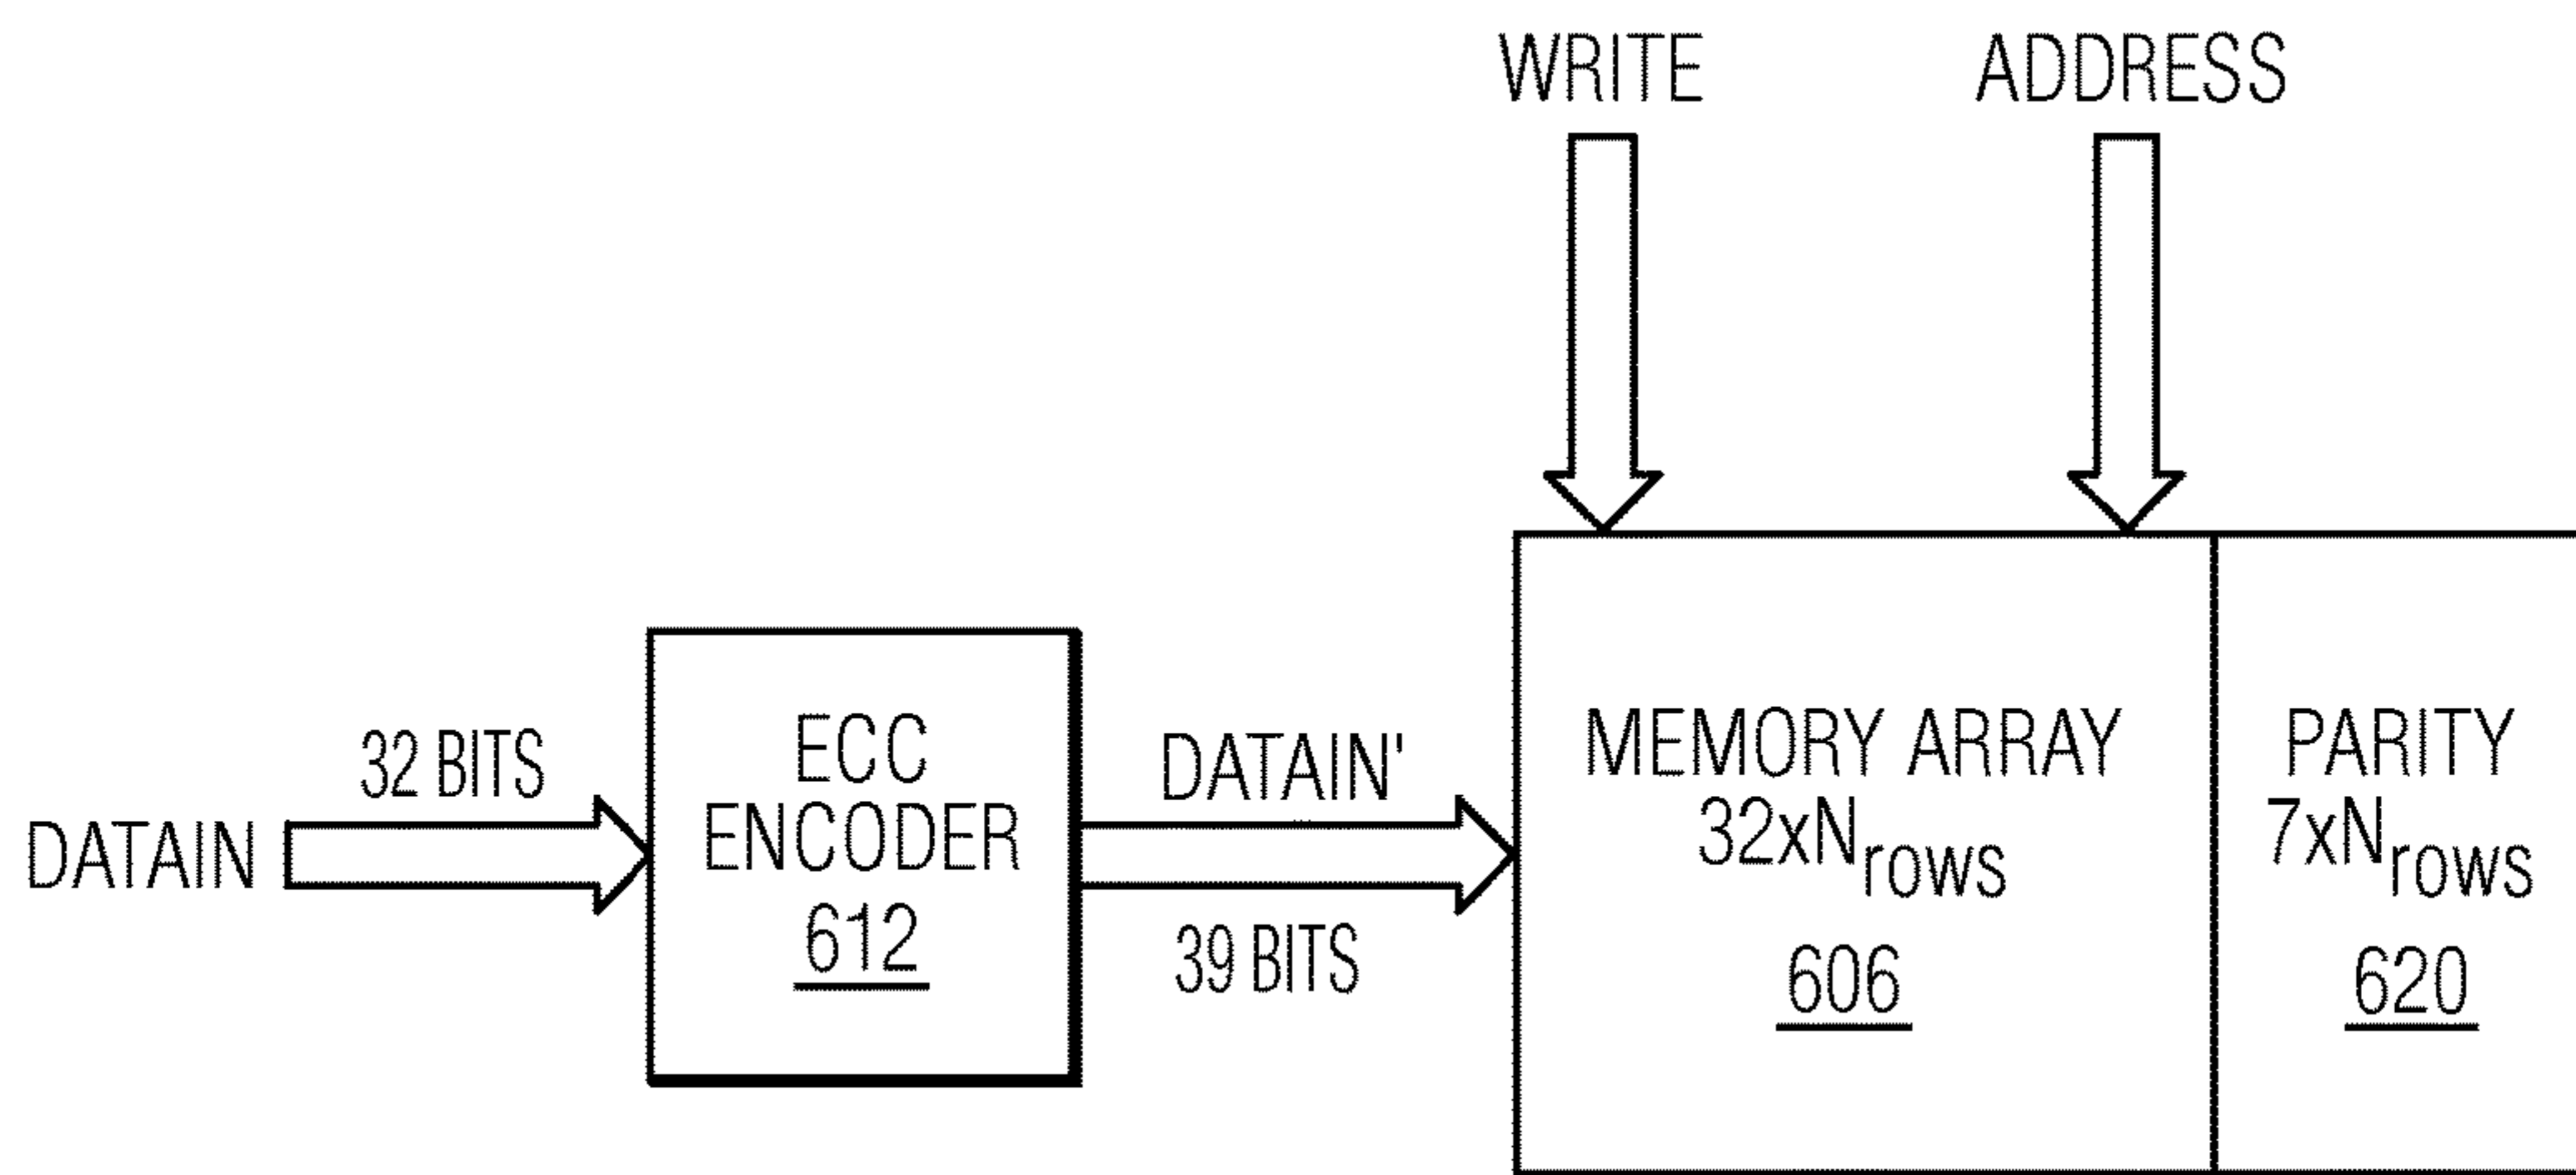 WRITE
ADDRESS
DATAIN
32 BITS
ECC
ENCODER
612
DATAIN'
39 BITS
MEMORY ARRAY
32xNrows
606
PARITY
7xNrows
620